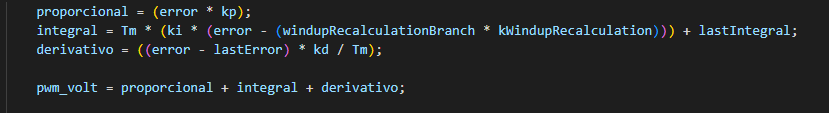 proporcional = (error * kp);
integral = Tm * (ki * (error - (windupRecalculationBranch * kWindupRecalculation))) + lastIntegral;
derivativo = ((error - lastError) * kd / Tm);
pwm_volt = proporcional + integral + derivativo;